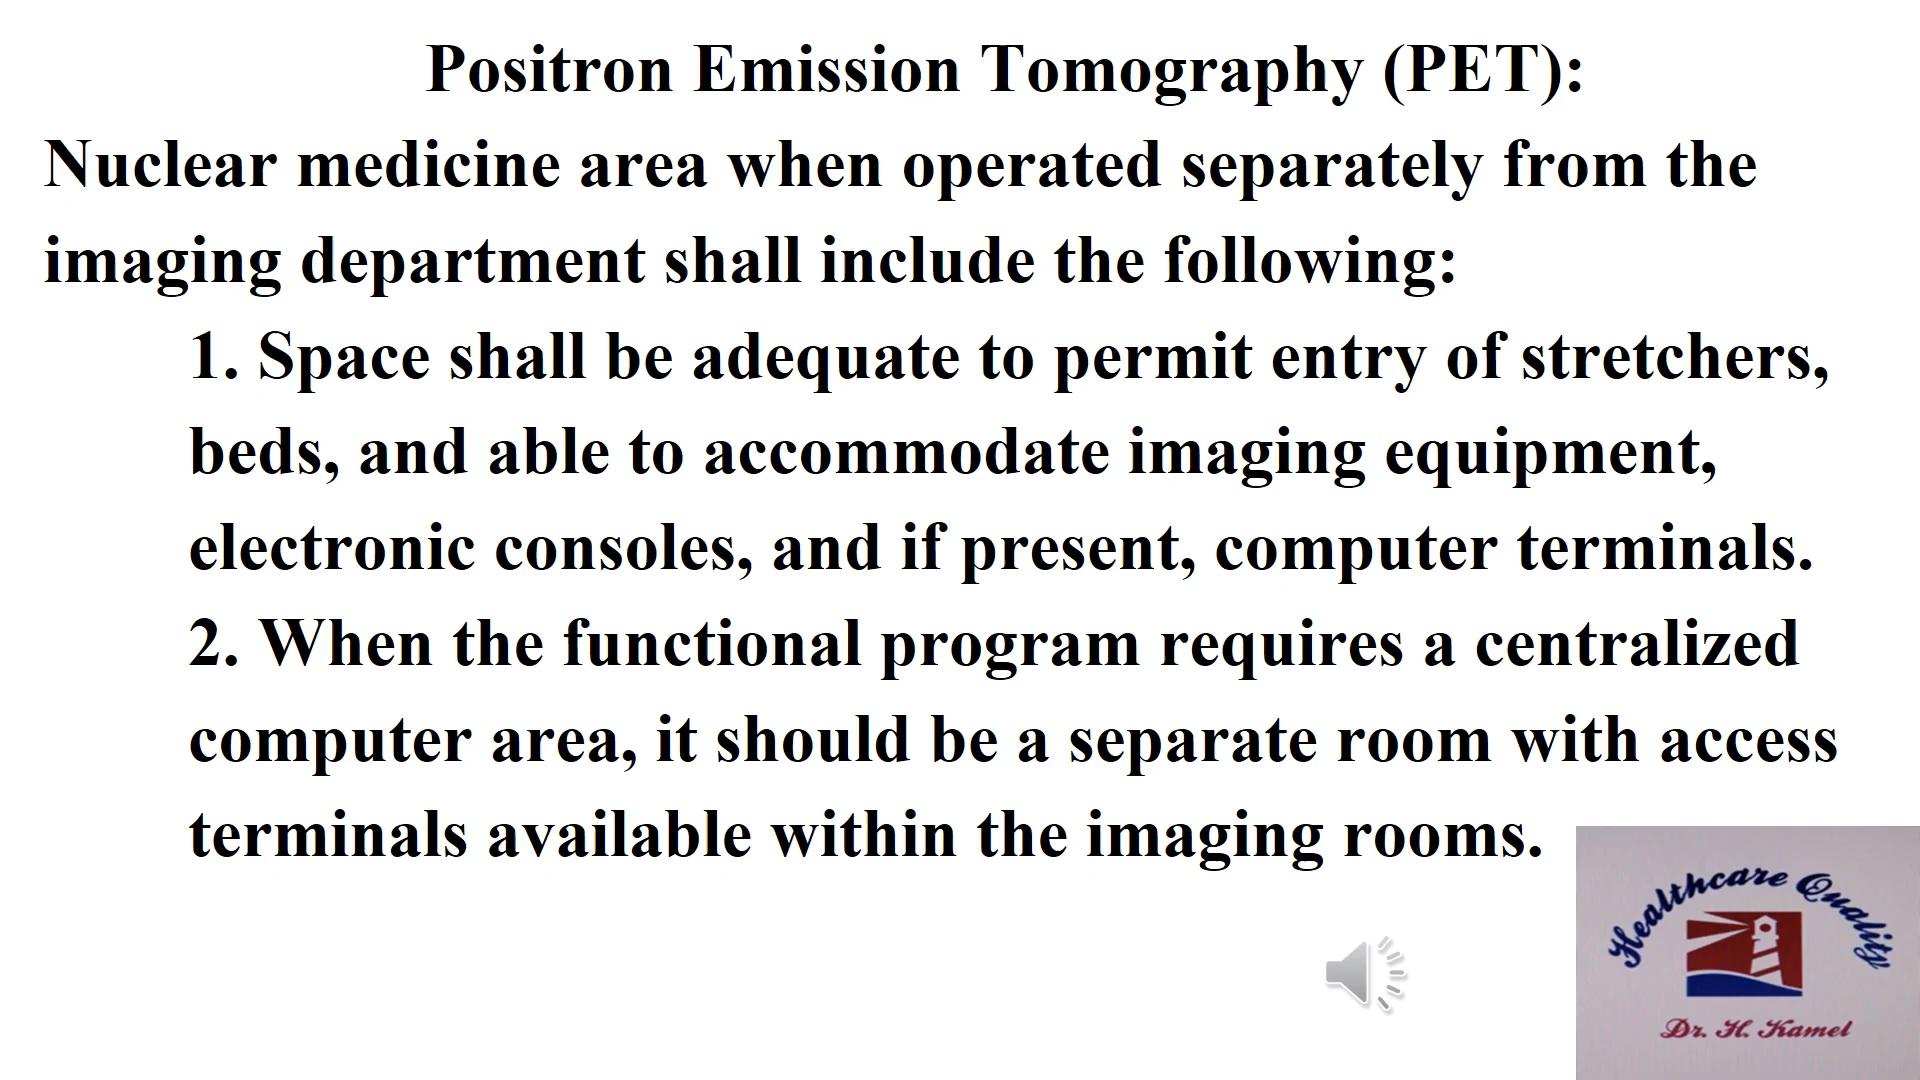 Positron Emission Tomography (PET):
Nuclear medicine area when operated separately from the
imaging department shall include the following:
1. Space shall be adequate to permit entry of stretchers,
beds, and able to accommodate imaging equipment,
electronic consoles, and if present, computer terminals.
2. When the functional program requires a centralized
computer area, it should be a separate room with access
terminals available within the imaging rooms.
Healthcare Quality
Dr. H. Kamel